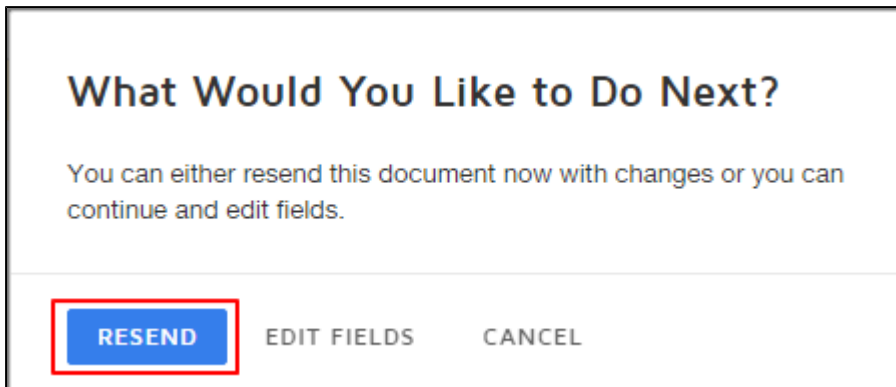 What Would You Like to Do Next?
You can either resend this document now with changes or you can
continue and edit fields.
RESEND EDIT FIELDS CANCEL